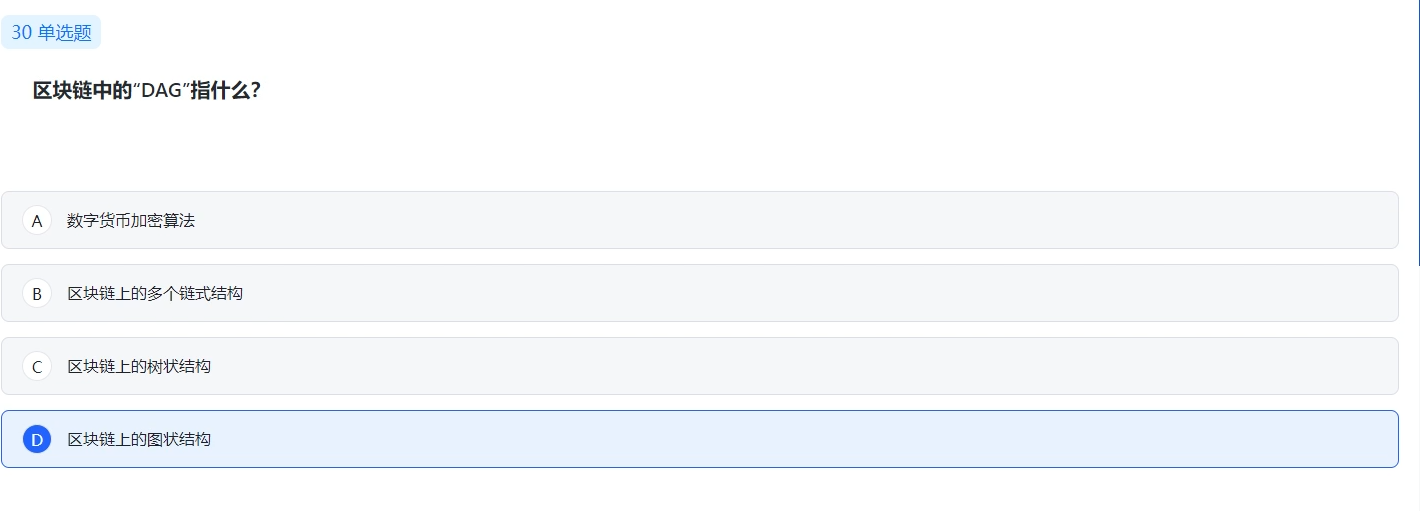 30 单选题
区块链中的“DAG”指什么？
A 数字货币加密算法
B 区块链上的多个链式结构
C 区块链上的树状结构
D 区块链上的图状结构